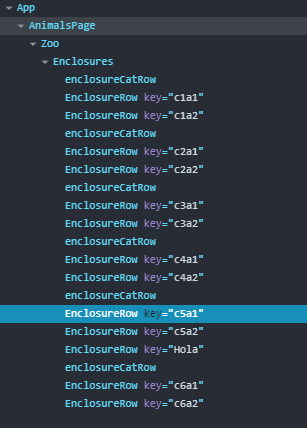 App
AnimalsPage
Zoo
Enclosures
enclosureCatRow
EnclosureRow key="c1a1"
EnclosureRow key="c1a2"
enclosureCatRow
EnclosureRow key="c2a1"
EnclosureRow key="c2a2"
enclosureCatRow
EnclosureRow key="c3a1"
EnclosureRow key="c3a2"
enclosureCatRow
EnclosureRow key="c4a1"
EnclosureRow key="c4a2"
enclosureCatRow
EnclosureRow key="c5a1"
EnclosureRow key="c5a2"
EnclosureRow key="Hola"
enclosureCatRow
EnclosureRow key="c6a1"
EnclosureRow key="c6a2"